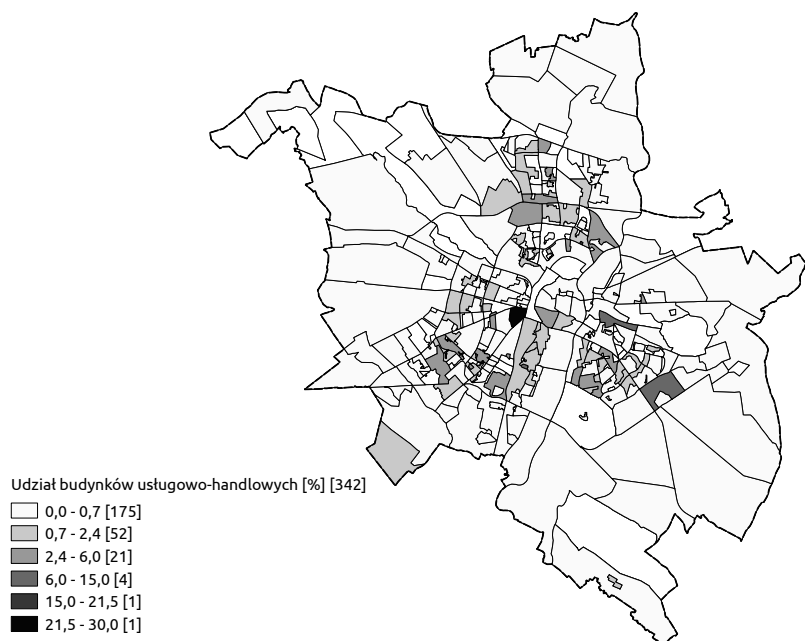 Udział budynków usługowo-handlowych [%] [342]
0,0 - 0,7 [175]
0,7 - 2,4 [52]
2,4 - 6,0 [21]
6,0 - 15,0 [4]
15,0 - 21,5 [1]
21,5 - 30,0 [1]